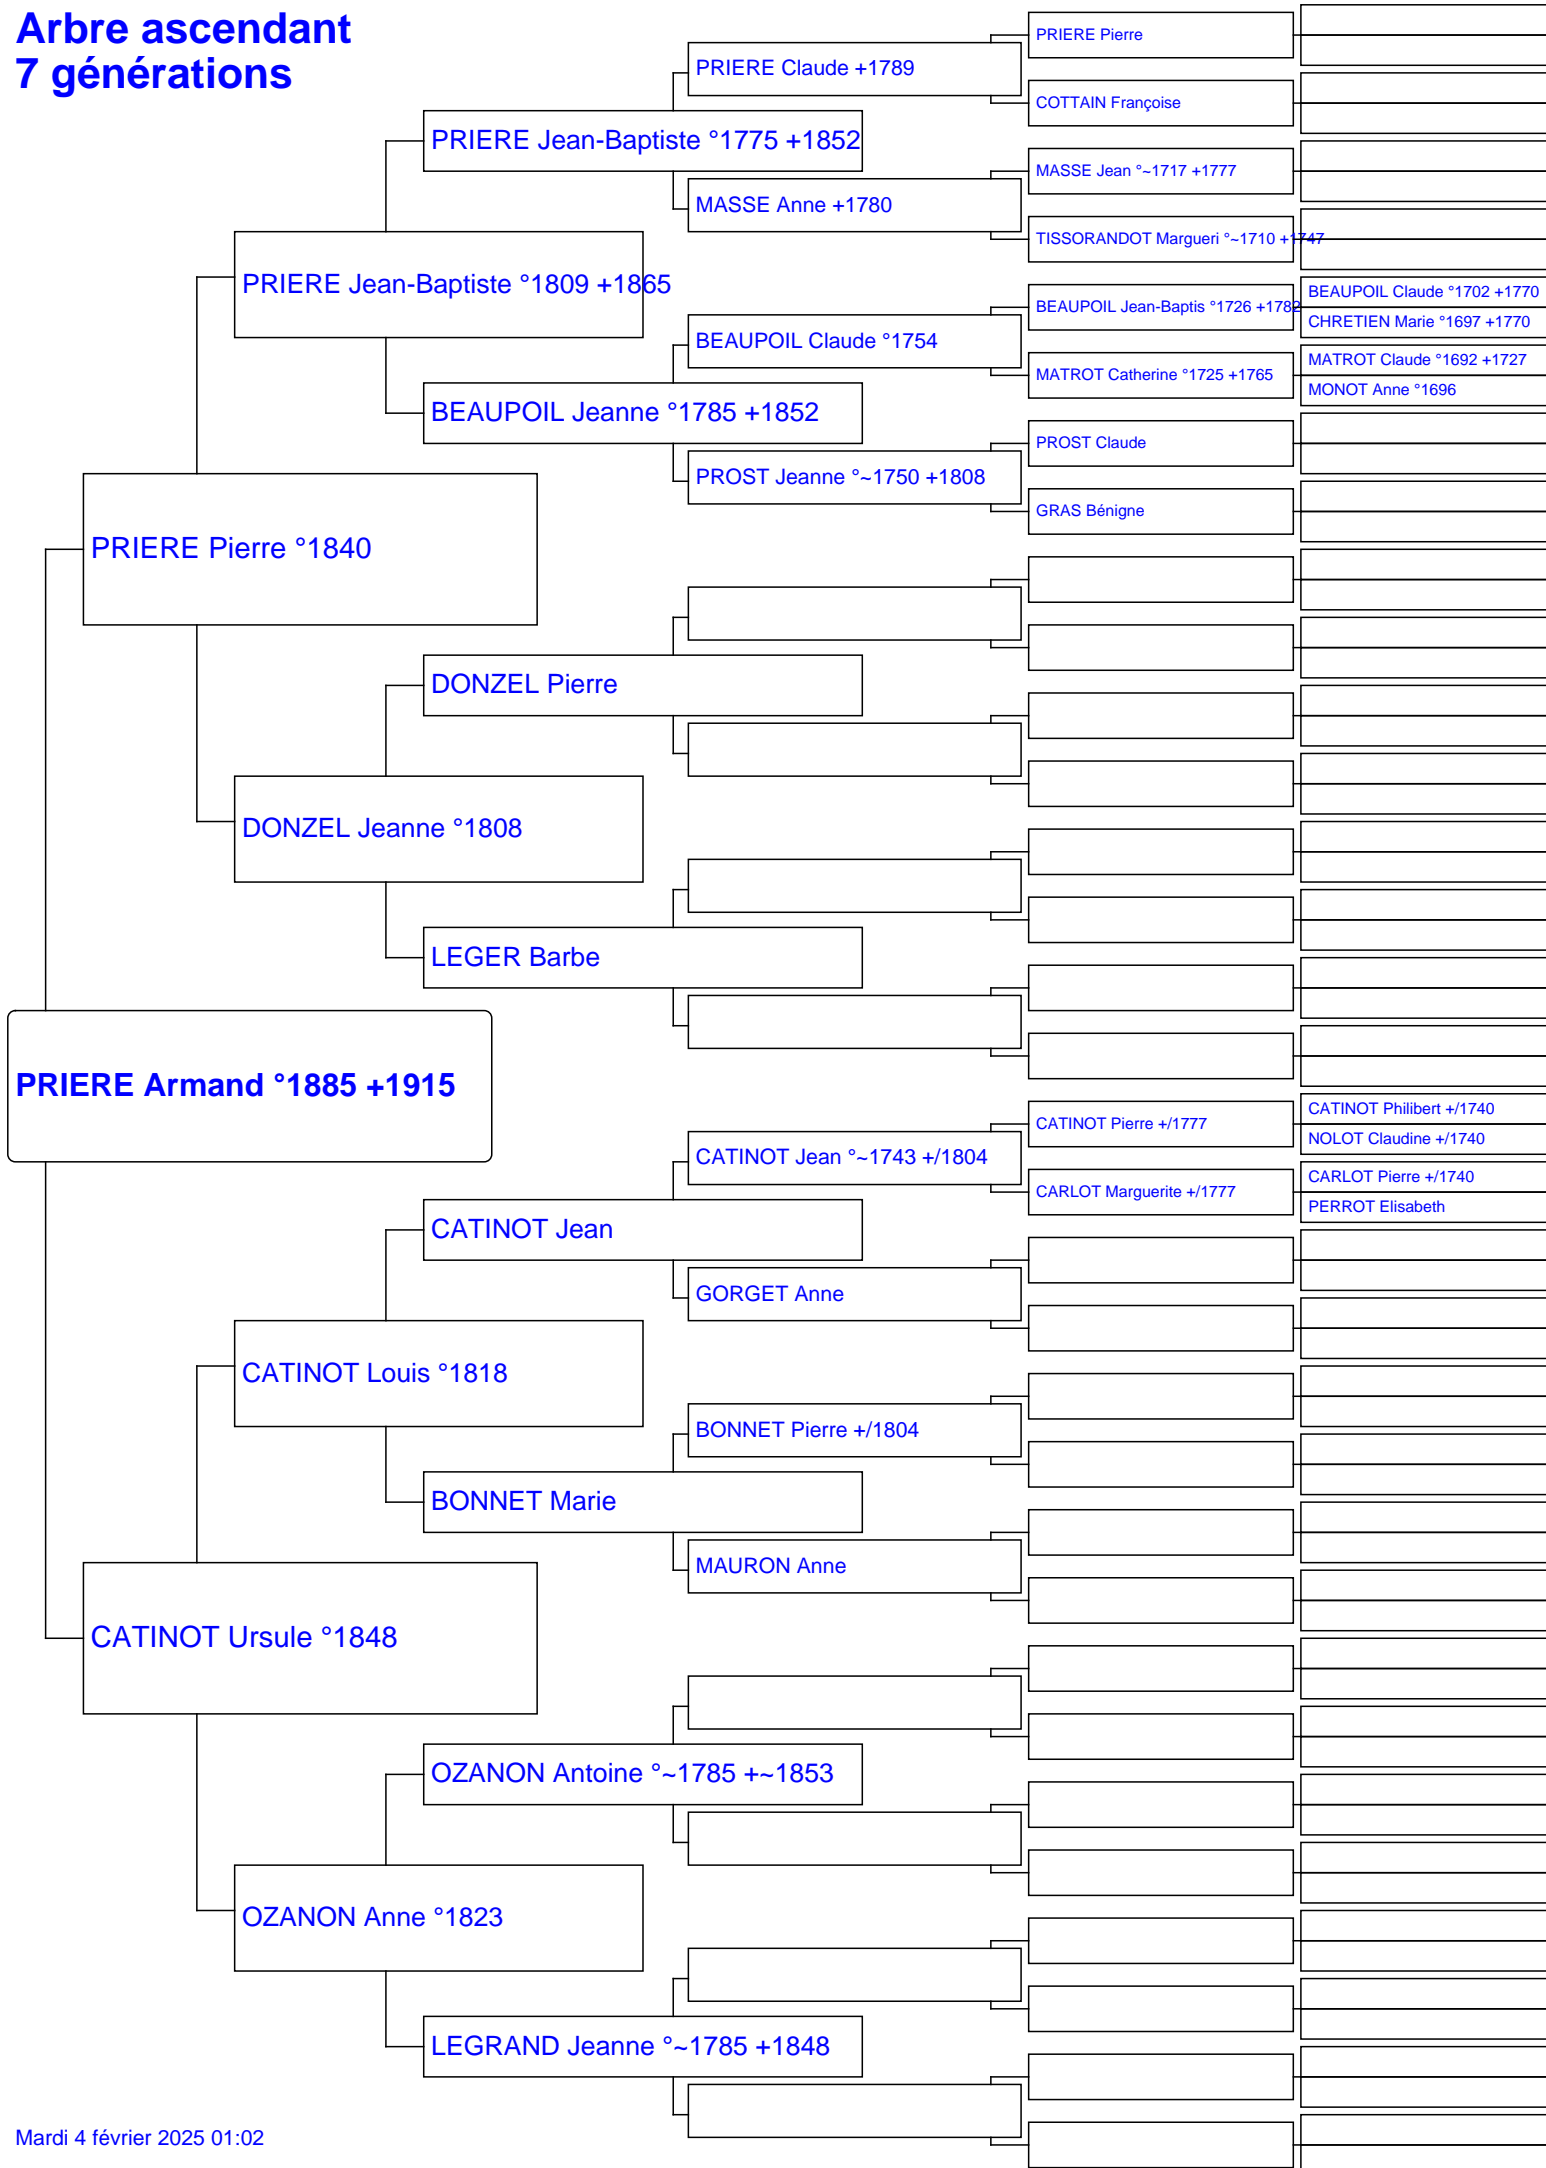 Arbre ascendant
7 générations
PRIERE Pierre
PRIERE Claude +1789
COTTAIN Françoise
PRIERE Jean-Baptiste °1775 +1852
MASSE Jean °~1717 +1777
MASSE Anne +1780
TISSORANDOT Margueri °~1710 +1747
PRIERE Jean-Baptiste °1809 +1865
BEAUPOIL Claude °1702 +1770
BEAUPOIL Jean-Baptis °1726 +1782
CHRETIEN Marie °1697 +1770
BEAUPOIL Claude °1754
MATROT Claude °1692 +1727
MATROT Catherine °1725 +1765
MONOT Anne °1696
BEAUPOIL Jeanne °1785 +1852
PROST Claude
PROST Jeanne °~1750 +1808
GRAS Bénigne
PRIERE Pierre °1840
DONZEL Pierre
DONZEL Jeanne °1808
LEGER Barbe
PRIERE Armand °1885 +1915
CATINOT Philibert +/1740
CATINOT Pierre +/1777
NOLOT Claudine +/1740
CATINOT Jean °~1743 +/1804
CARLOT Pierre +/1740
CARLOT Marguerite +/1777
PERROT Elisabeth
CATINOT Jean
GORGET Anne
CATINOT Louis °1818
BONNET Pierre +/1804
BONNET Marie
MAURON Anne
CATINOT Ursule °1848
OZANON Antoine °~1785 +~1853
OZANON Anne °1823
LEGRAND Jeanne °~1785 +1848
Mardi 4 février 2025 01:02